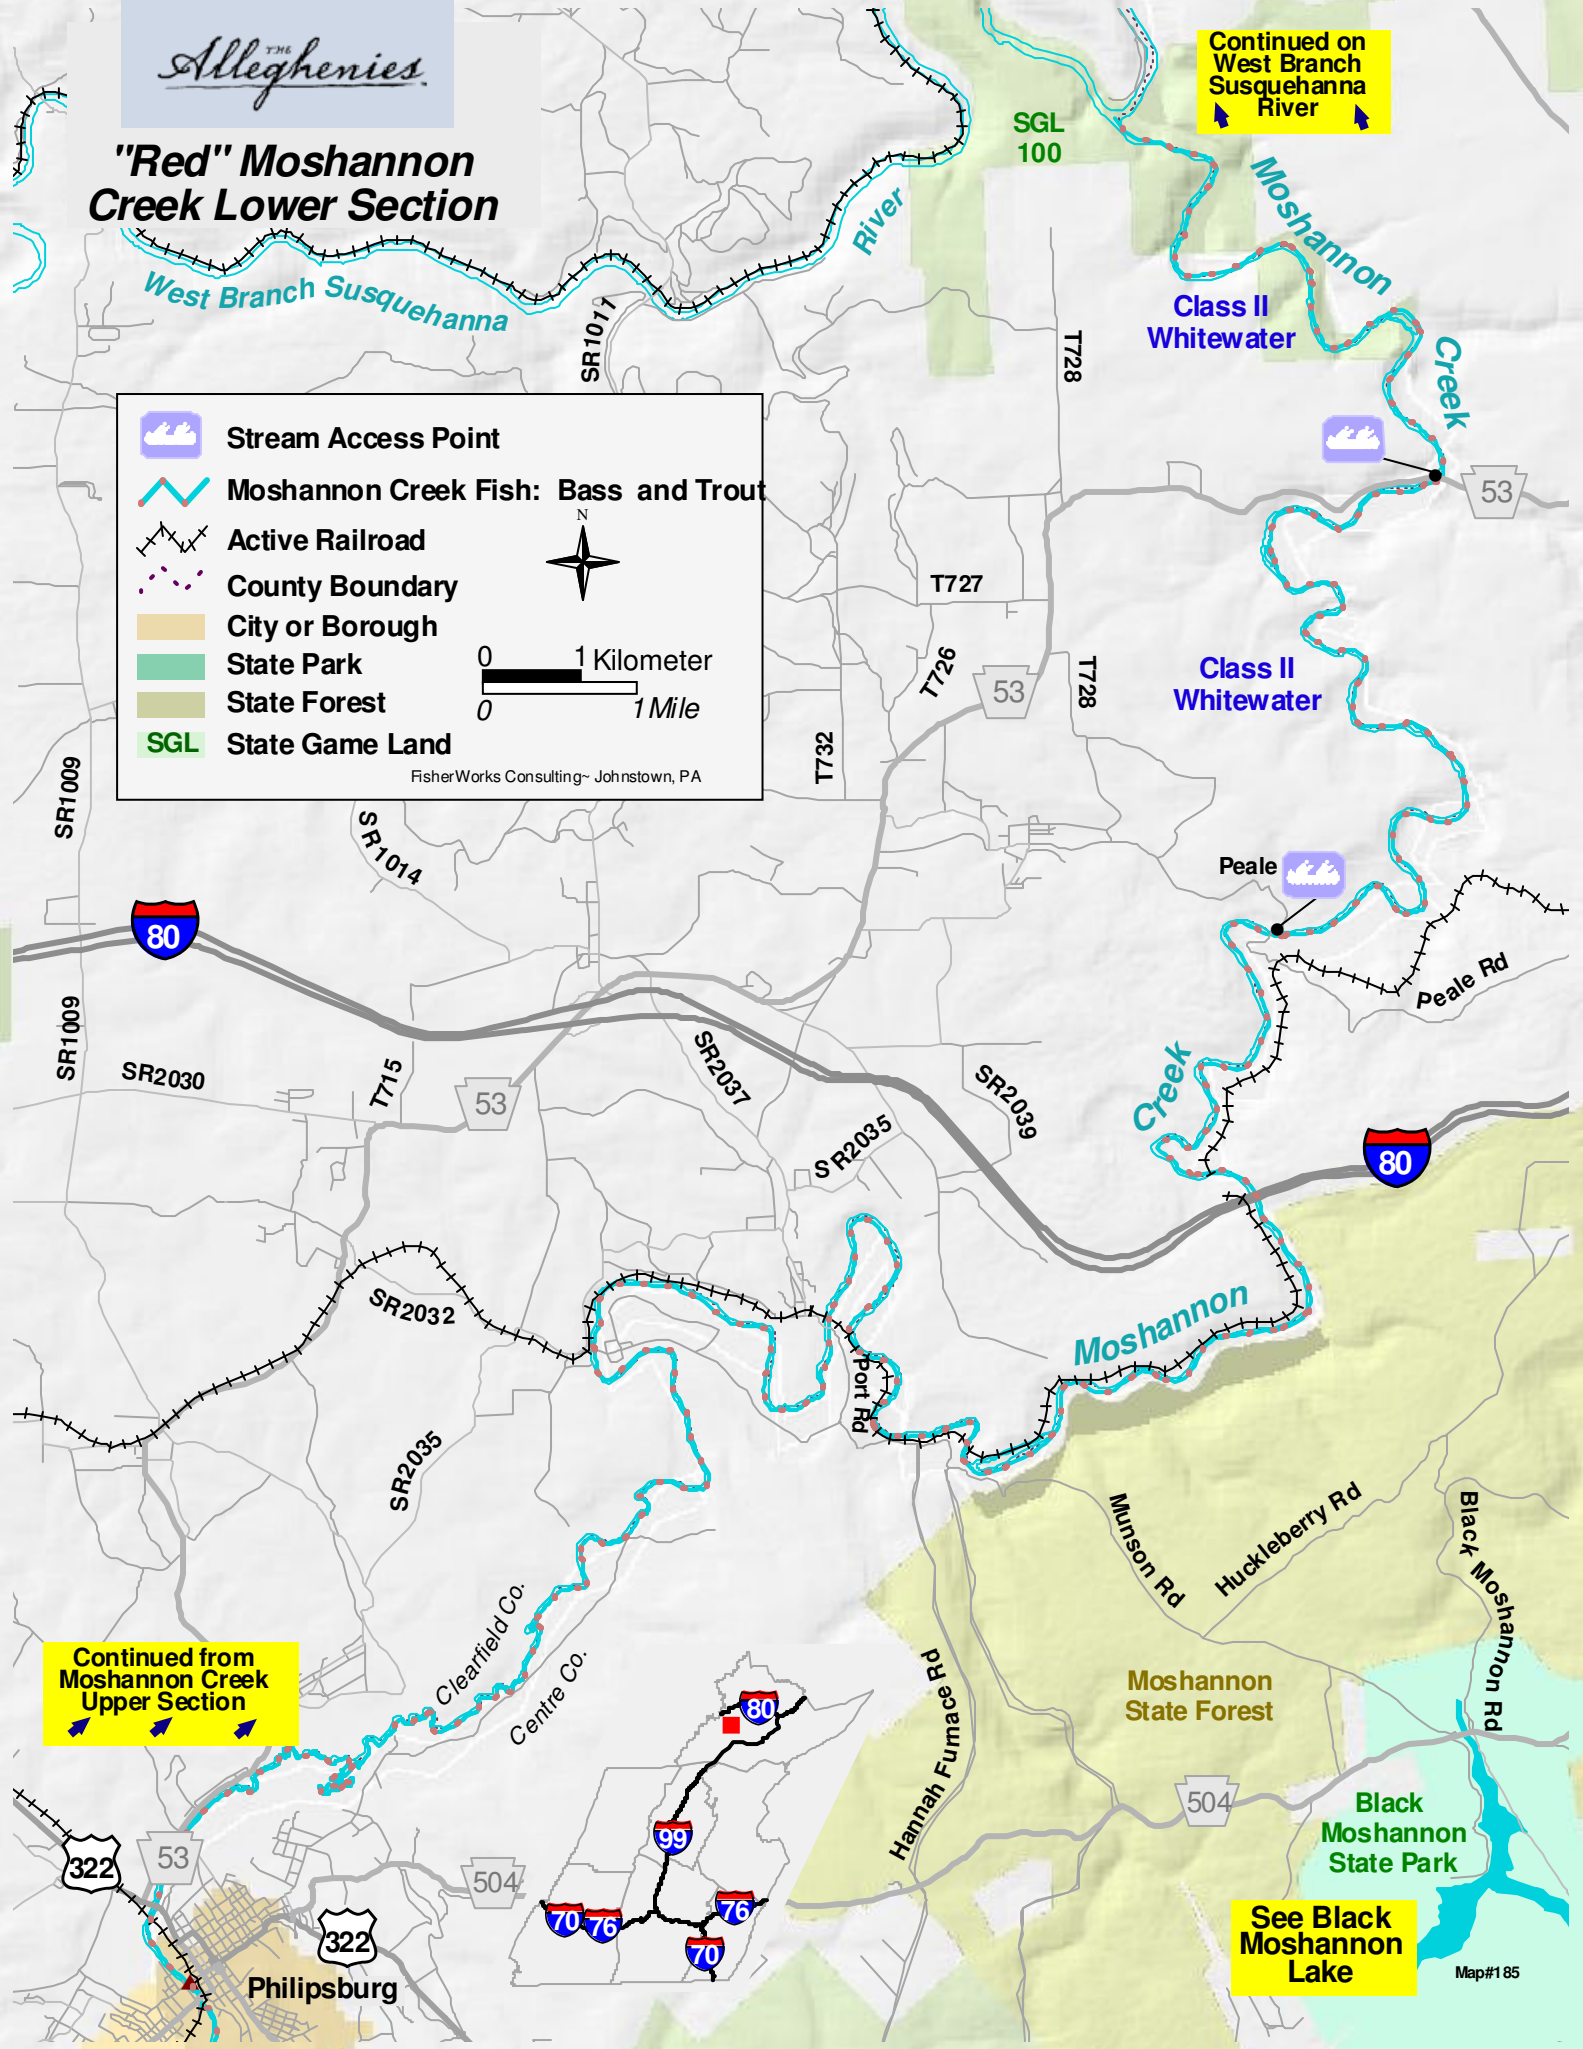 THE
Alleghenies
"Red" Moshannon
Creek Lower Section
Continued on
West Branch
Susquehanna
River
SGL
100
Moshannon
Creek
River
West Branch Susquehanna
SR1011
Class II
Whitewater
T728
Stream Access Point
Moshannon Creek Fish: Bass and Trout
Active Railroad
County Boundary
City or Borough
State Park
State Forest
SGL State Game Land
N
0 1 Kilometer
0 1 Mile
FisherWorks Consulting~ Johnstown, PA
53
T727
T726
53
T728
Class II
Whitewater
T732
SR1009
SR1014
Peale
80
Peale Rd
SR1009
SR2030
T715
53
SR2037
SR2039
SR2035
Creek
80
SR2032
Moshannon
Port Rd
SR2035
Munson Rd
Huckleberry Rd
Black Moshannon Rd
Clearfield Co.
Centre Co.
Continued from
Moshannon Creek
Upper Section
Hannah Furnace Rd
Moshannon
State Forest
80
99
70
76
76
70
504
Black
Moshannon
State Park
322
53
504
322
Philipsburg
See Black
Moshannon
Lake
Map#185